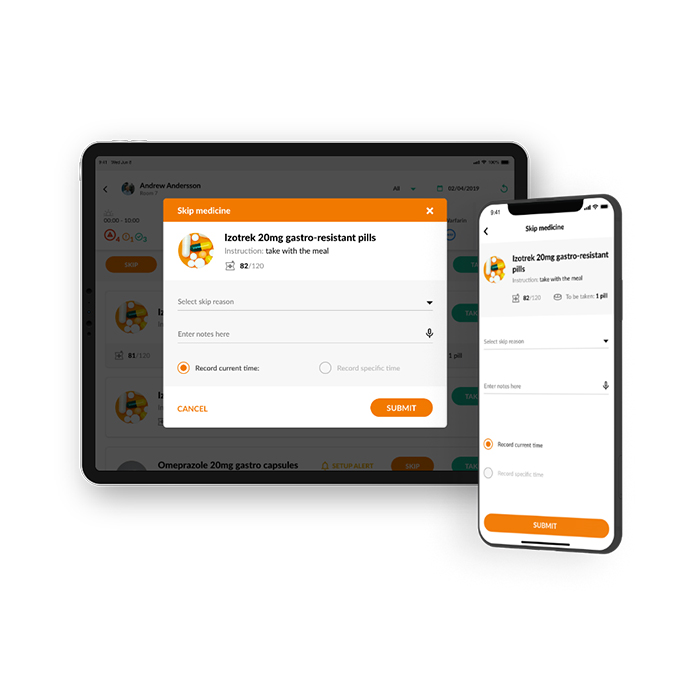 9:41 Wed Jun 6
100%
Andrew Andersson
Room 7
All
02/04/2019
00:00 - 10:00
4
1
3
SKIP
Skip medicine
Izotrek 20mg gastro-resistant pills
Instruction: take with the meal
82/120
Select skip reason
Enter notes here
Record current time:
Record specific time
CANCEL
SUBMIT
81/120
1 pill
Omeprazole 20mg gastro capsules
SETUP ALERT
SKIP
9:41
Skip medicine
Izotrek 20mg gastro-resistant
pills
Instruction: take with the meal
82/120 To be taken: 1 pill
Select skip reason
Enter notes here
Record current time
Record specific time
SUBMIT